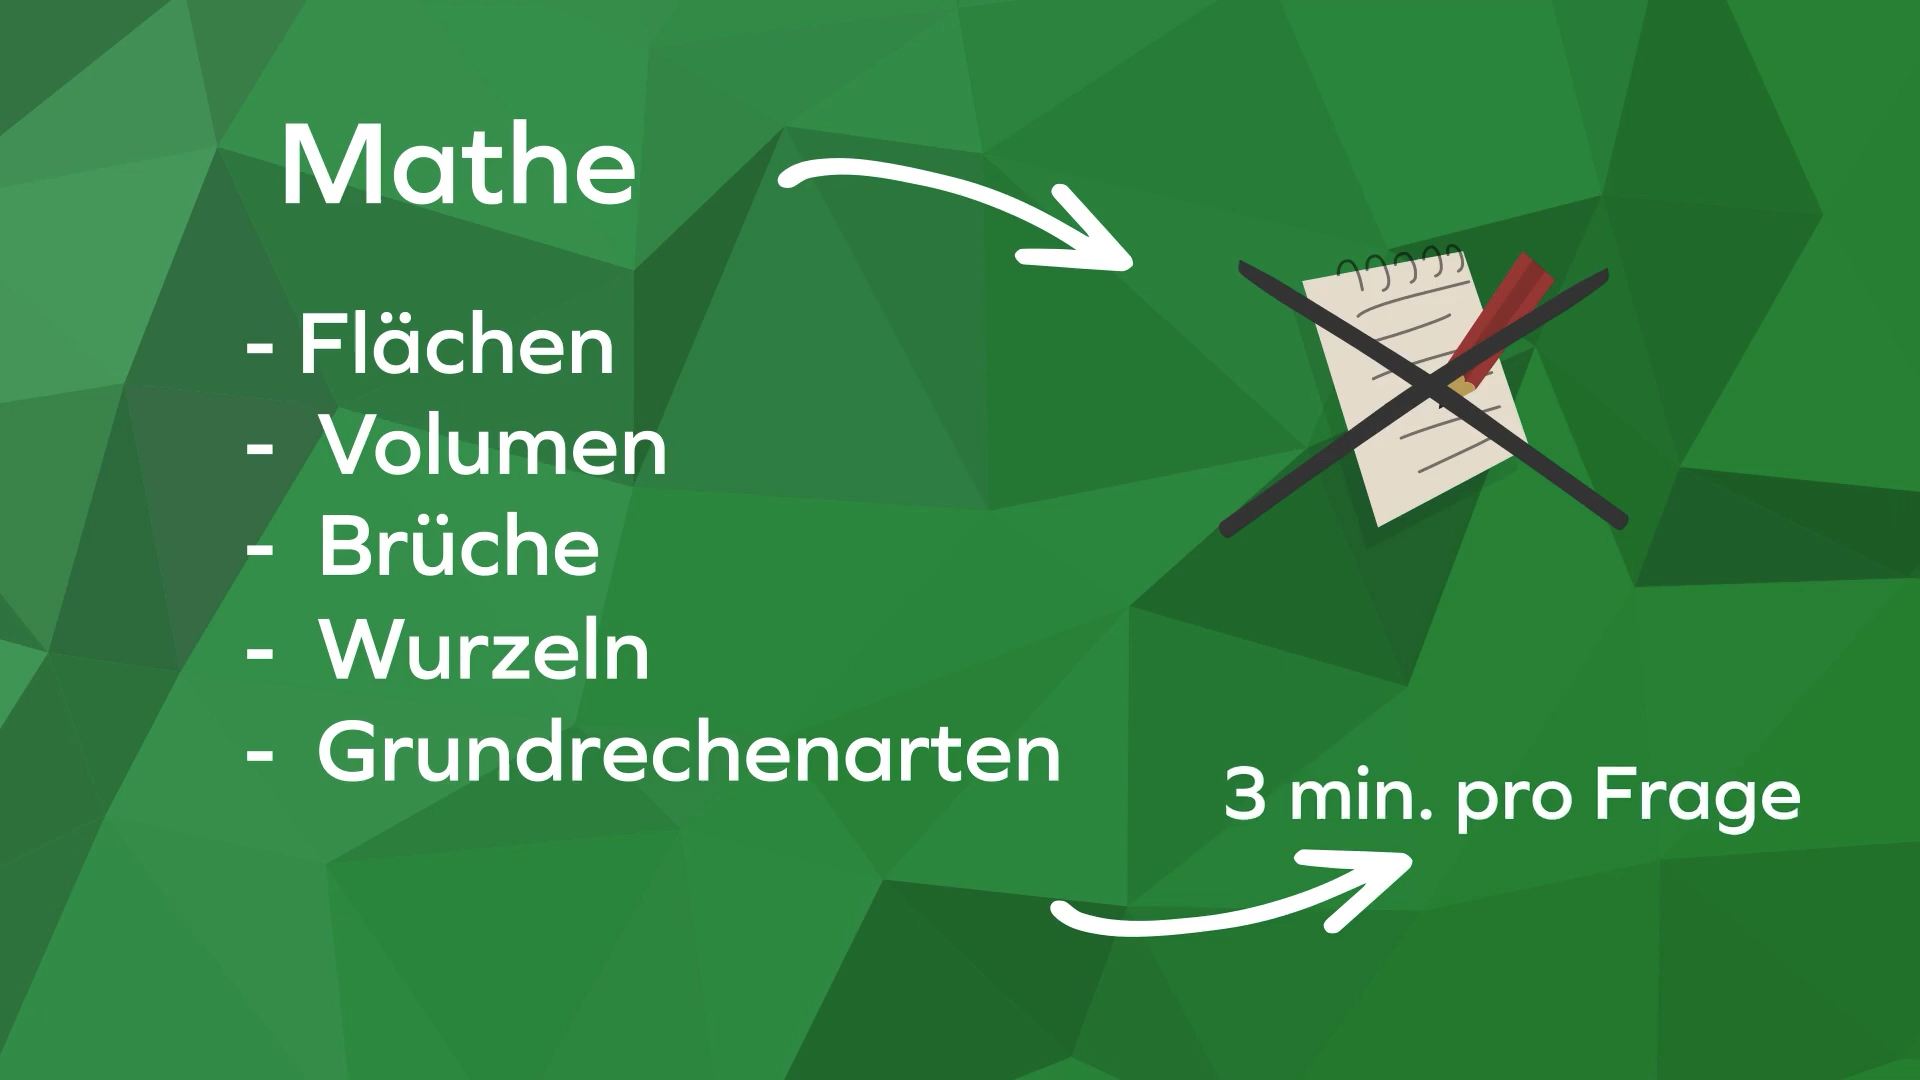 Mathe
- Flächen
- Volumen
- Brüche
- Wurzeln
- Grundrechenarten
3 min. pro Frage